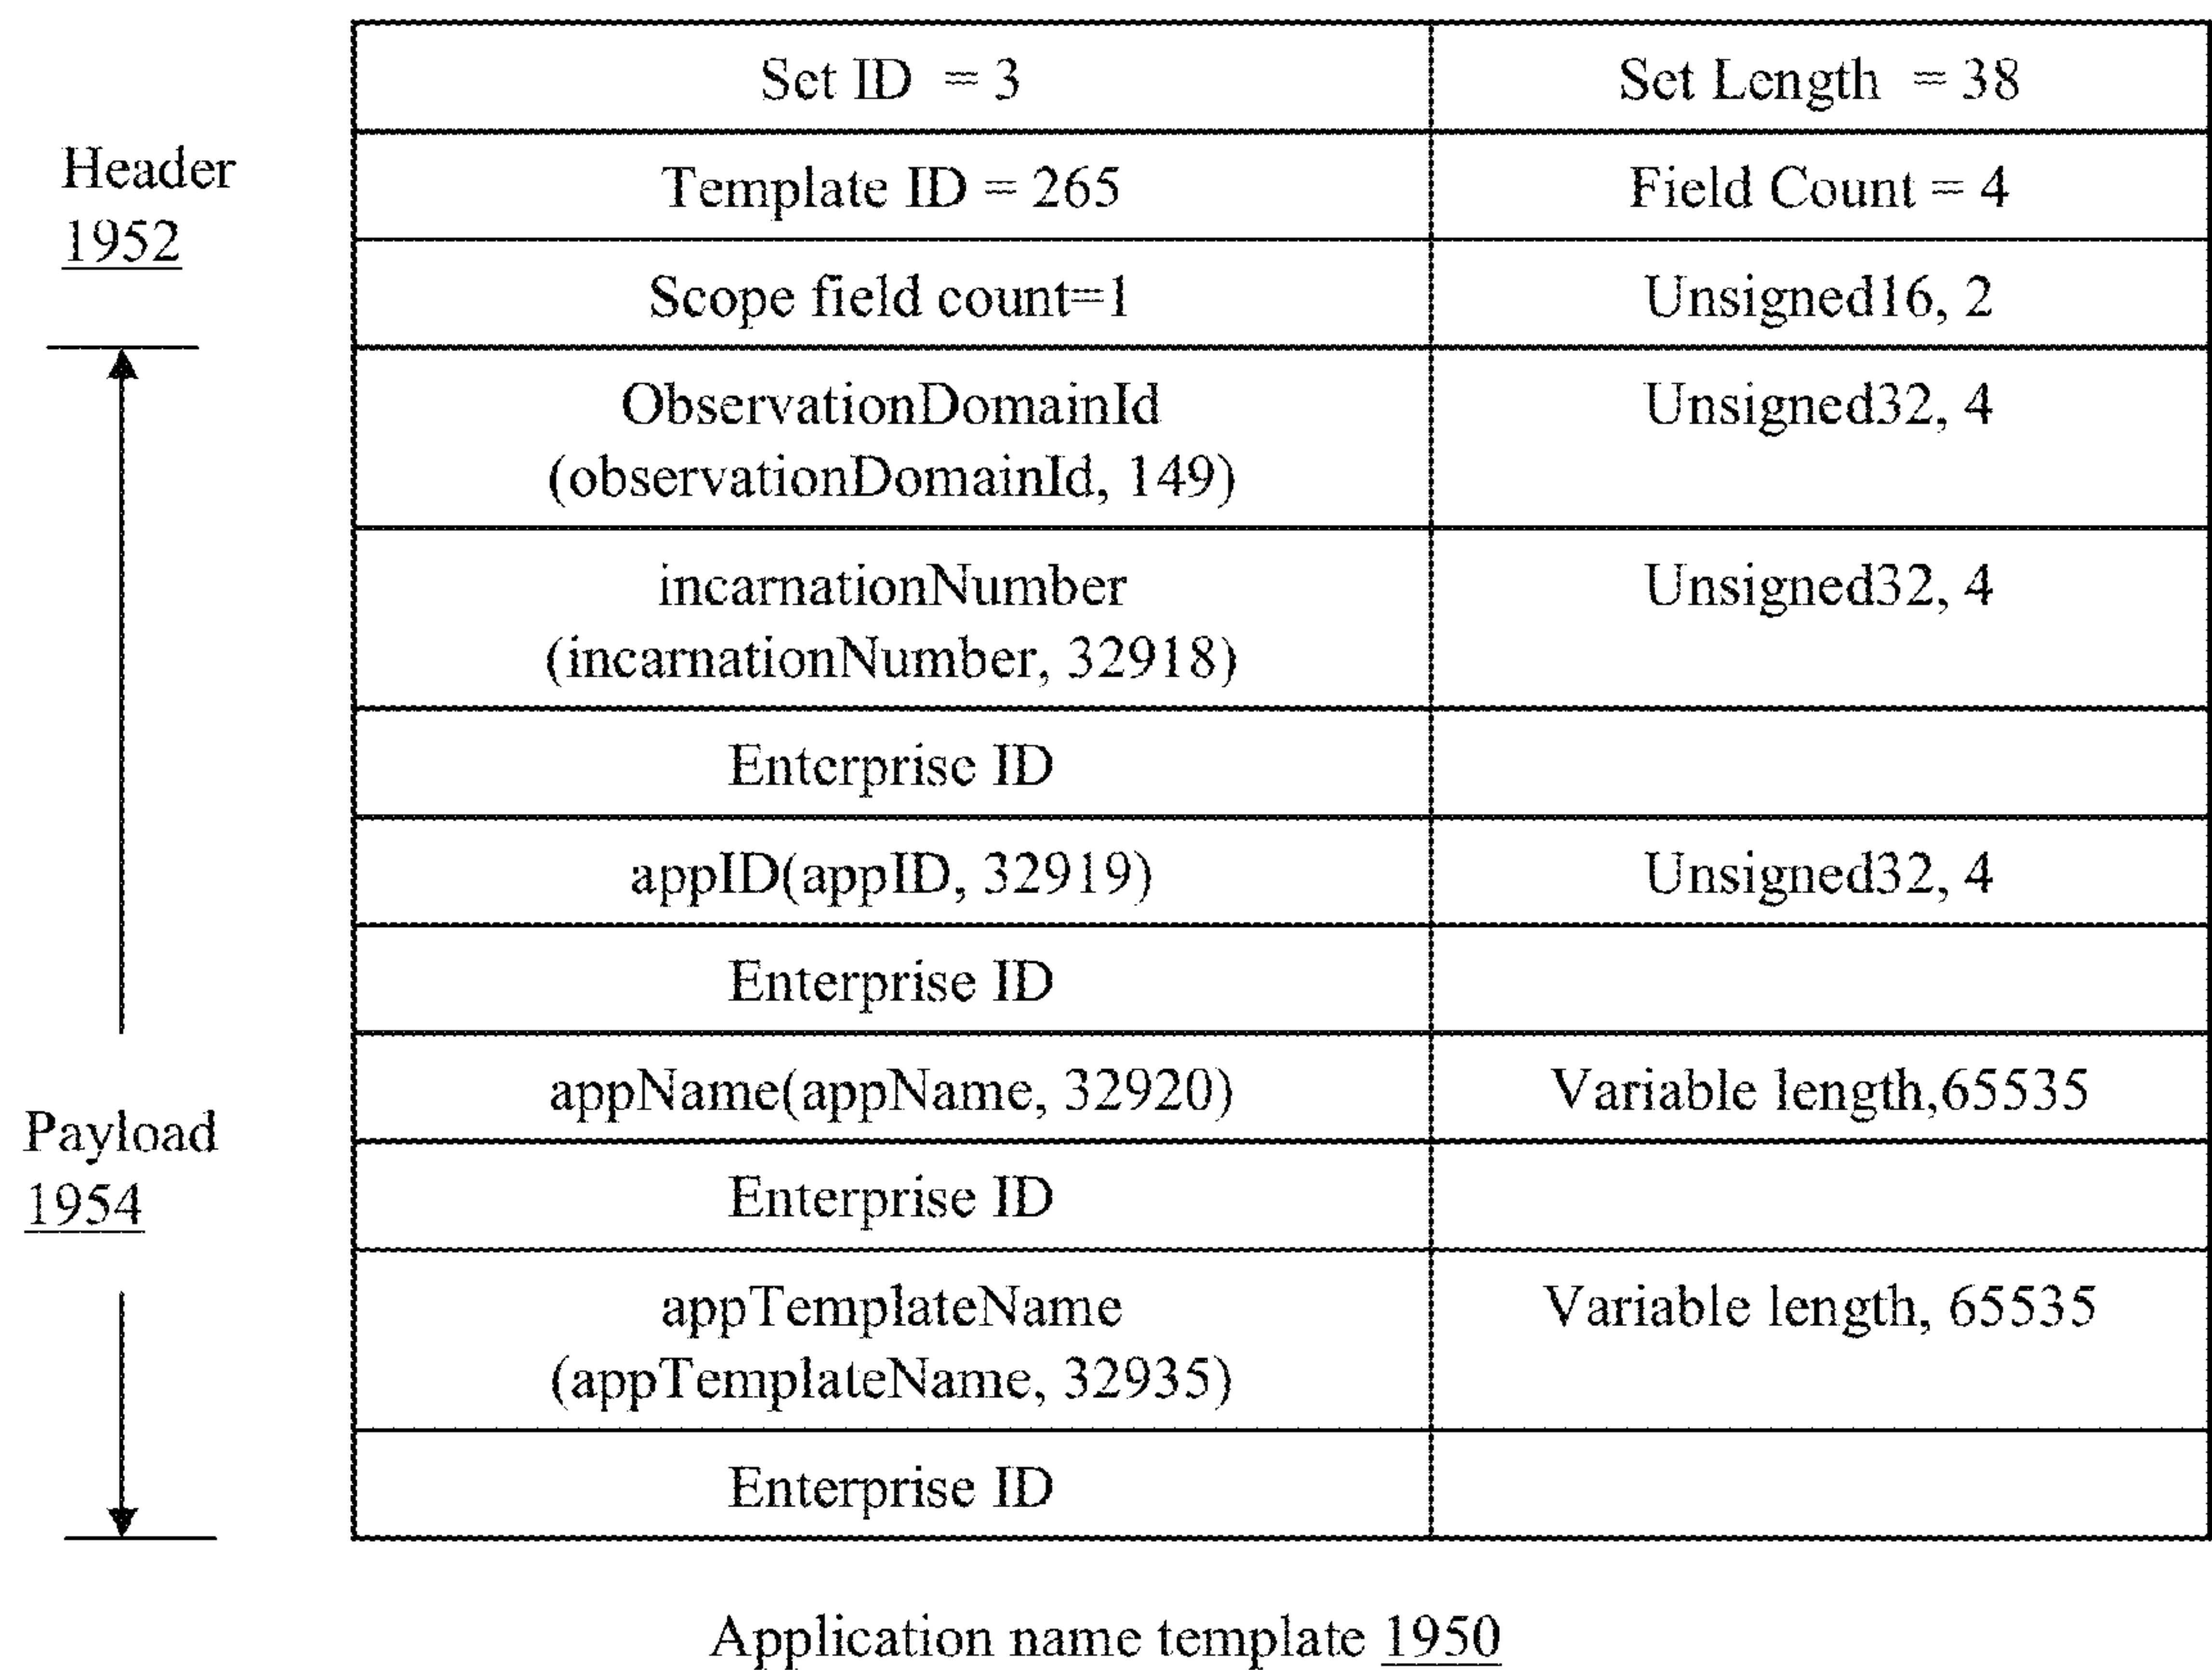 Set ID = 3 Set Length = 38
Header
1952
Template ID = 265 Field Count = 4
Scope field count=1 Unsigned16, 2
ObservationDomainId Unsigned32, 4
(observationDomainId, 149)
incarnationNumber Unsigned32, 4
(incarnationNumber, 32918)
Enterprise ID
appID(appID, 32919) Unsigned32, 4
Enterprise ID
appName(appName, 32920) Variable length,65535
Payload
1954
Enterprise ID
appTemplateName Variable length, 65535
(appTemplateName, 32935)
Enterprise ID
Application name template 1950